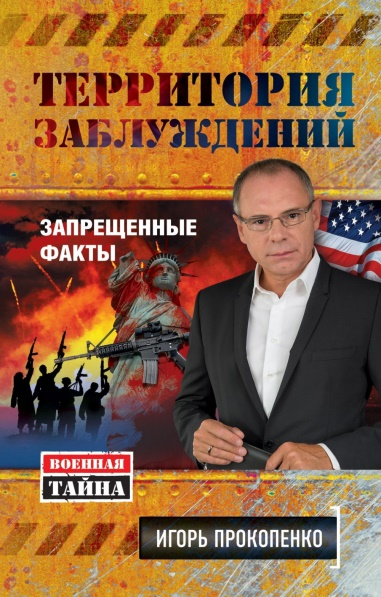 ТЕРРИТОРИЯ
ЗАБЛУЖДЕНИЙ
ЗАПРЕЩЕННЫЕ
ФАКТЫ
ВОЕННАЯ
ТАЙНА
ИГОРЬ ПРОКОПЕНКО